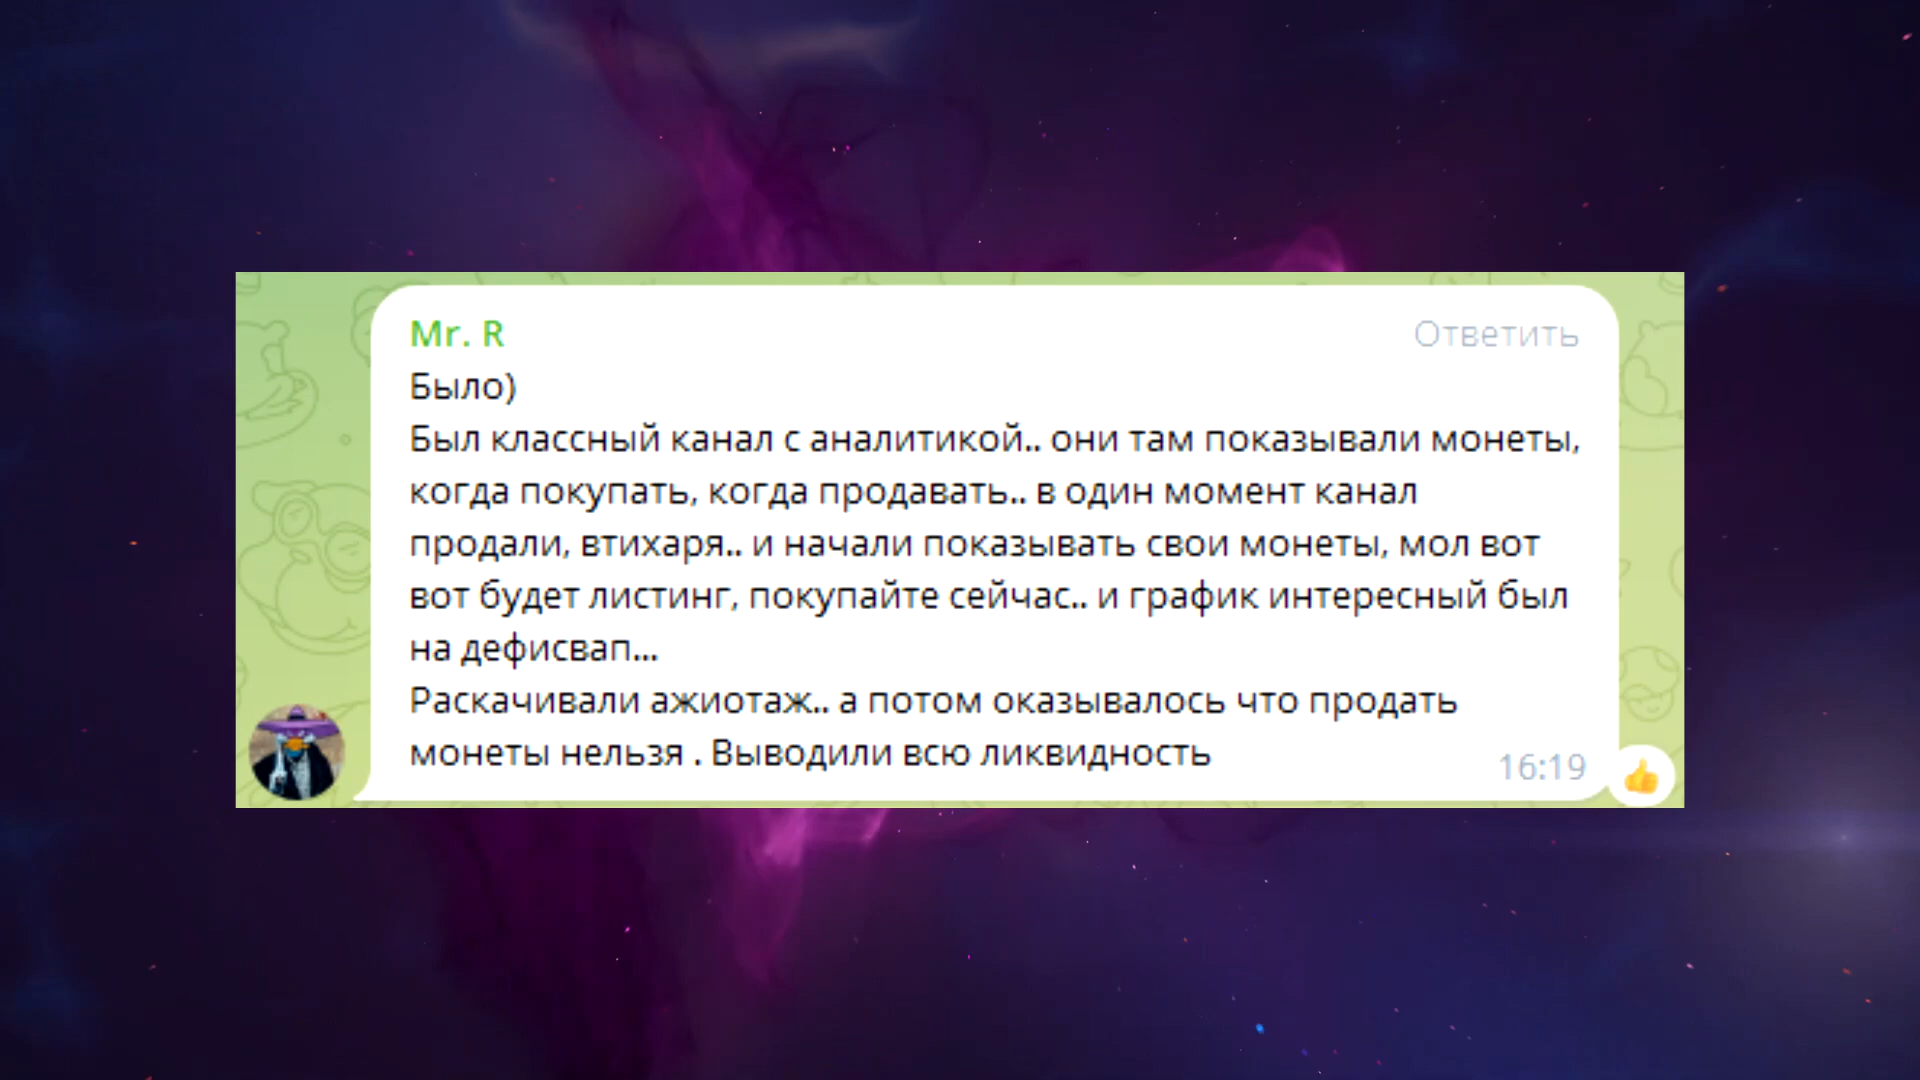 Mr. R
Ответить
Было)
Был классный канал с аналитикой.. они там показывали монеты,
когда покупать, когда продавать.. в один момент канал
продали, втихаря.. и начали показывать свои монеты, мол вот
вот будет листинг, покупайте сейчас.. и график интересный был
на дефисвап...
Раскачивали ажиотаж.. а потом оказывалось что продать
монеты нельзя . Выводили всю ликвидность
16:19